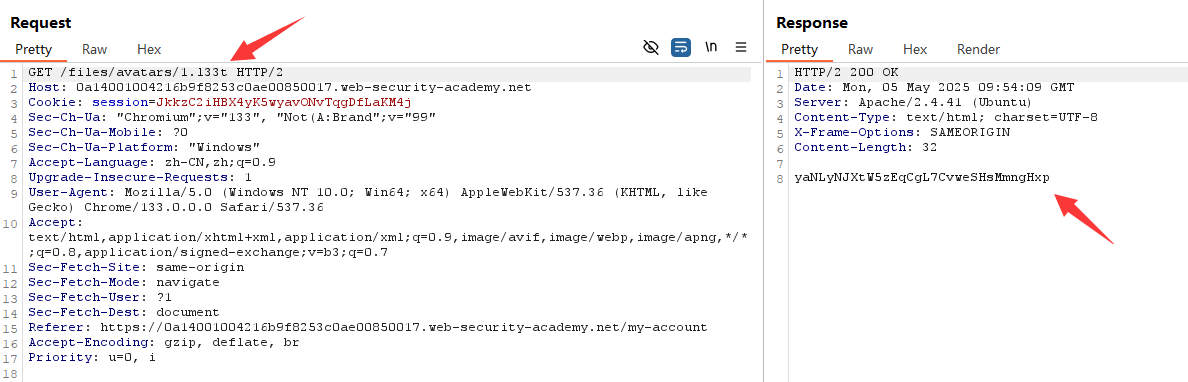 Request
Pretty Raw Hex
\n
1 GET /files/avatars/1.l33t HTTP/2
2 Host: 0a14001004216b9f8253c0ae00850017.web-security-academy.net
3 Cookie: session=JkkzC2iHBX4yK5wyavONvTqgDfLaKM4j
4 Sec-Ch-Ua: "Chromium";v="133", "Not(A:Brand";v="99"
5 Sec-Ch-Ua-Mobile: ?0
6 Sec-Ch-Ua-Platform: "Windows"
7 Accept-Language: zh-CN,zh;q=0.9
8 Upgrade-Insecure-Requests: 1
9 User-Agent: Mozilla/5.0 (Windows NT 10.0; Win64; x64) AppleWebKit/537.36 (KHTML, like
Gecko) Chrome/133.0.0.0 Safari/537.36
10 Accept:
text/html,application/xhtml+xml,application/xml;q=0.9,image/avif,image/webp,image/apng,*/*
;q=0.8,application/signed-exchange;v=b3;q=0.7
11 Sec-Fetch-Site: same-origin
12 Sec-Fetch-Mode: navigate
13 Sec-Fetch-User: ?1
14 Sec-Fetch-Dest: document
15 Referer: https://0a14001004216b9f8253c0ae00850017.web-security-academy.net/my-account
16 Accept-Encoding: gzip, deflate, br
17 Priority: u=0, i
18
Response
Pretty Raw Hex Render
1 HTTP/2 200 OK
2 Date: Mon, 05 May 2025 09:54:09 GMT
3 Server: Apache/2.4.41 (Ubuntu)
4 Content-Type: text/html; charset=UTF-8
5 X-Frame-Options: SAMEORIGIN
6 Content-Length: 32
7
8 yaNLyNJXtW5zEqCgL7CvweSHsMmngHxp